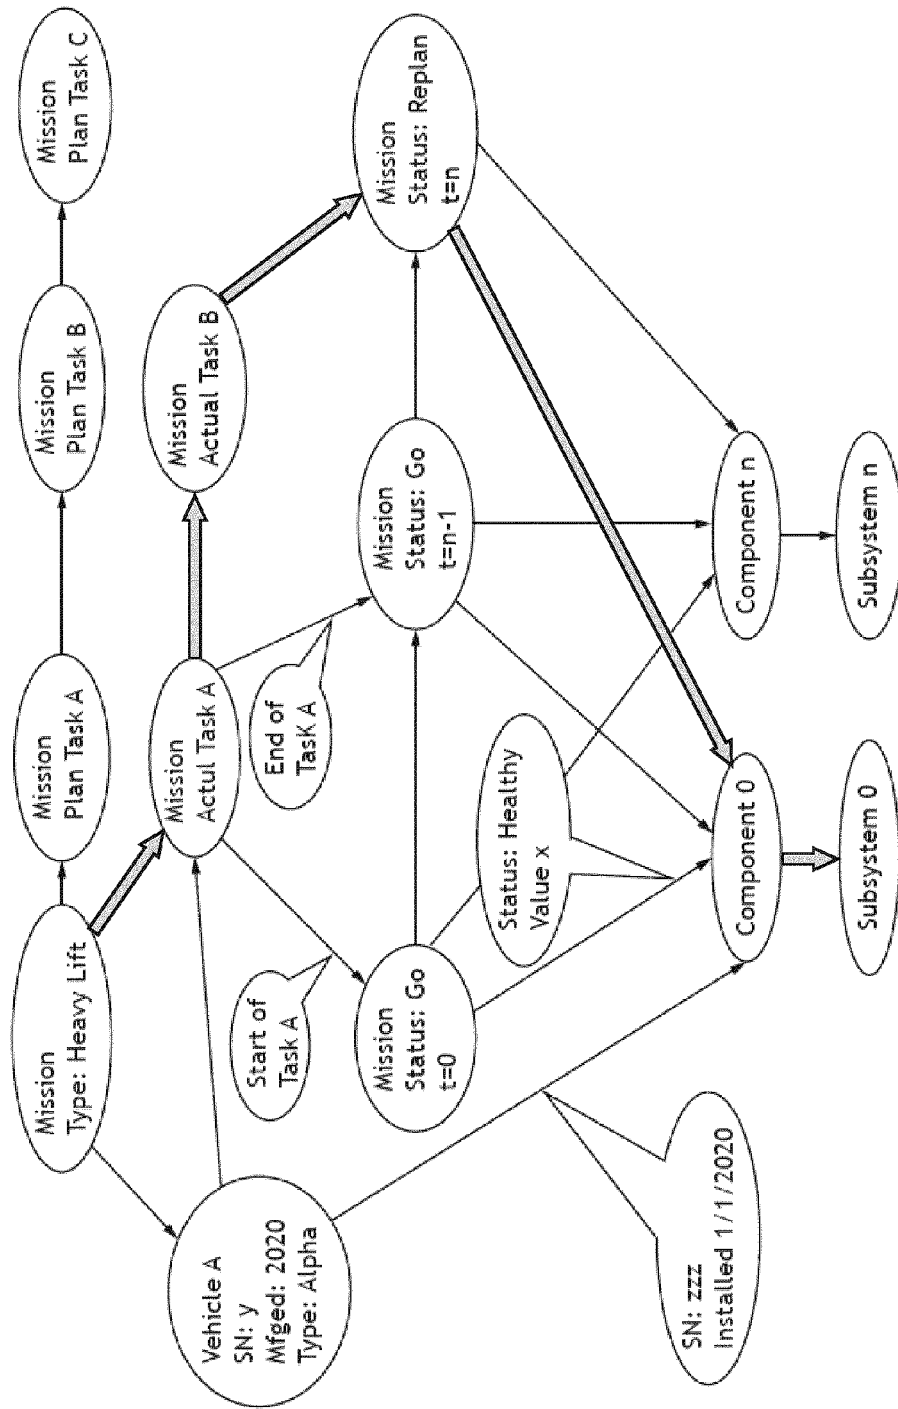 Mission
Type: Heavy Lift
Mission
Plan Task A
Mission
Plan Task B
Mission
Plan Task C
Vehicle A
SN: y
Mfged: 2020
Type: Alpha
Mission
Actul Task A
Mission
Actual Task B
Start of
Task A
End of
Task A
Mission
Status: Go
t=0
Mission
Status: Go
t=n-1
Mission
Status: Replan
t=n
Status: Healthy
Value x
SN: zzz
Installed 1/1/2020
Component 0
Component n
Subsystem 0
Subsystem n